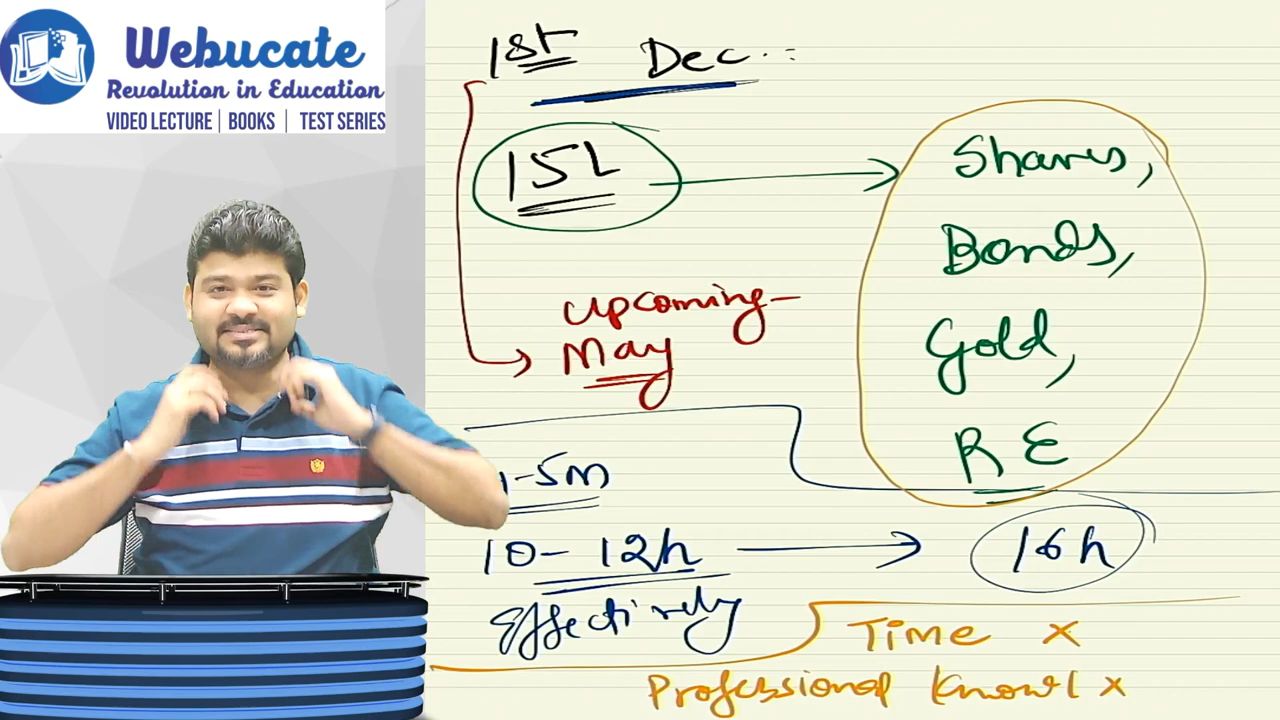 Webucate
Revolution in Education
VIDEO LECTURE | BOOKS | TEST SERIES
1st Dec..:
15L
Shares,
Bonds,
Gold,
RE
Upcoming
May
-5m
10-12h
16h
Effectively
Time x
Professional Knowl x